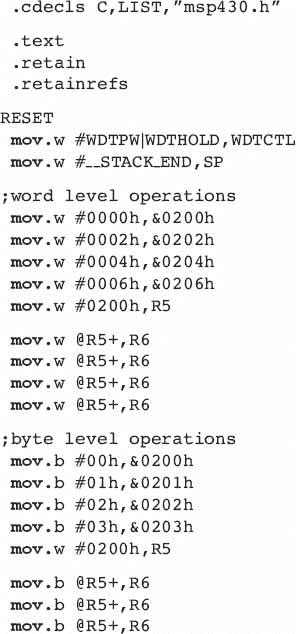 .cdecls C,LIST,”msp430.h”
.text
.retain
.retainrefs
RESET
mov.w #WDTPW|WDTHOLD,WDTCTL
mov.w #__STACK_END,SP
;word level operations
mov.w #0000h,&0200h
mov.w #0002h,&0202h
mov.w #0004h,&0204h
mov.w #0006h,&0206h
mov.w #0200h,R5
mov.w @R5+,R6
mov.w @R5+,R6
mov.w @R5+,R6
mov.w @R5+,R6
;byte level operations
mov.b #00h,&0200h
mov.b #01h,&0201h
mov.b #02h,&0202h
mov.b #03h,&0203h
mov.w #0200h,R5
mov.b @R5+,R6
mov.b @R5+,R6
mov.b @R5+,R6